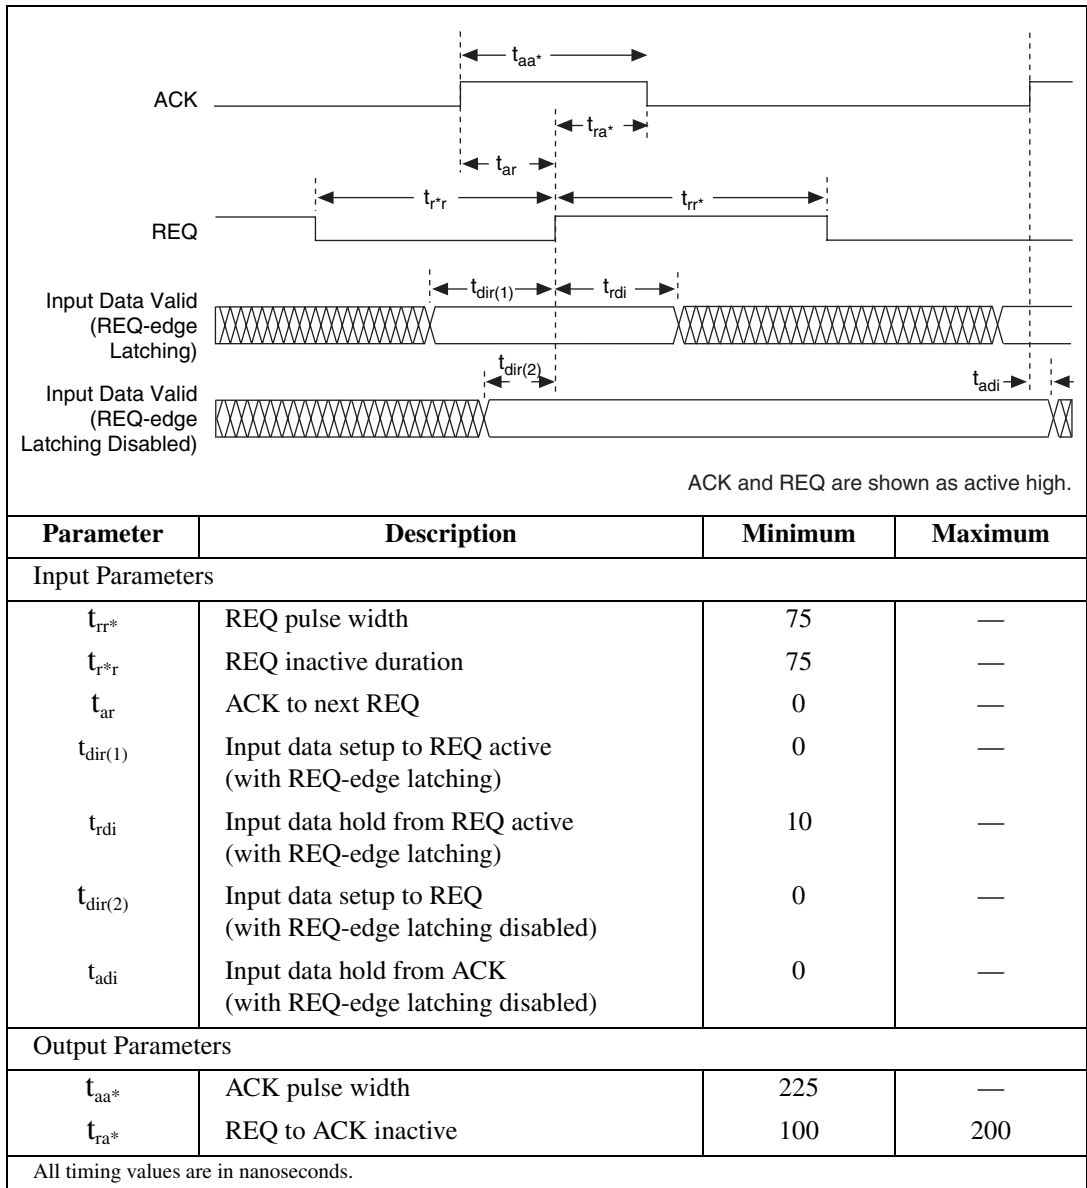 t_aa*
ACK
t_ra*
t_ar
t_r*r
t_rr*
REQ
t_dir(1)
t_rdi
Input Data Valid
(REQ-edge
Latching)
t_dir(2)
t_adi
Input Data Valid
(REQ-edge
Latching Disabled)
ACK and REQ are shown as active high.
Parameter Description Minimum Maximum
Input Parameters
t_rr* REQ pulse width 75 —
t_r*r REQ inactive duration 75 —
t_ar ACK to next REQ 0 —
t_dir(1) Input data setup to REQ active 0 —
(with REQ-edge latching)
t_rdi Input data hold from REQ active 10 —
(with REQ-edge latching)
t_dir(2) Input data setup to REQ 0 —
(with REQ-edge latching disabled)
t_adi Input data hold from ACK 0 —
(with REQ-edge latching disabled)
Output Parameters
t_aa* ACK pulse width 225 —
t_ra* REQ to ACK inactive 100 200
All timing values are in nanoseconds.